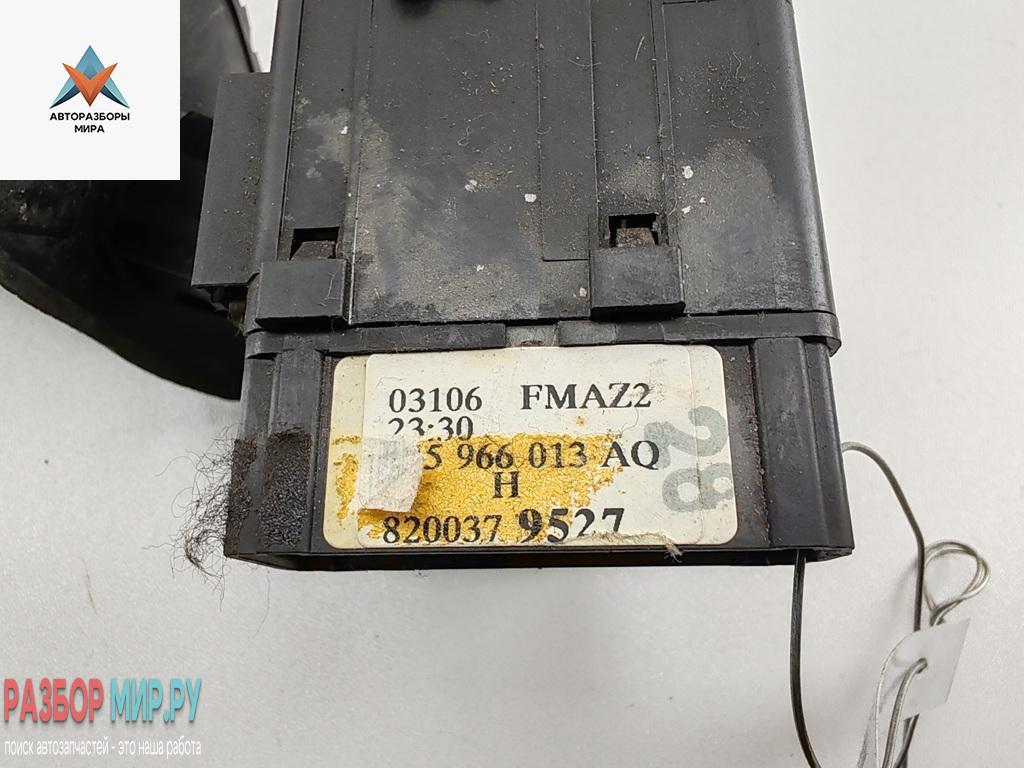 АВТОРАЗБОРЫ
МИРА
03106 FMAZ2
23:30
5 966 013 AQ
H
820037 9527
28
РАЗБОР МИР.РУ
поиск автозапчастей - это наша работа